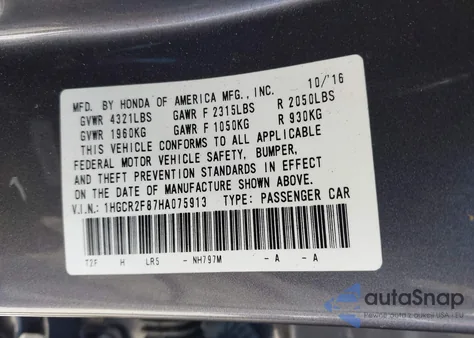 MFD. BY HONDA OF AMERICA MFG., INC. 10/'16
GVWR 4321LBS GAWR F 2315LBS R 2050LBS
GVWR 1960KG GAWR F 1050KG R 930KG
THIS VEHICLE CONFORMS TO ALL APPLICABLE
FEDERAL MOTOR VEHICLE SAFETY, BUMPER,
AND THEFT PREVENTION STANDARDS IN EFFECT
ON THE DATE OF MANUFACTURE SHOWN ABOVE.
V.I.N.: 1HGCR2F87HA075913 TYPE: PASSENGER CAR
T2F H LR5 - NH797M - A - A
autoSnap